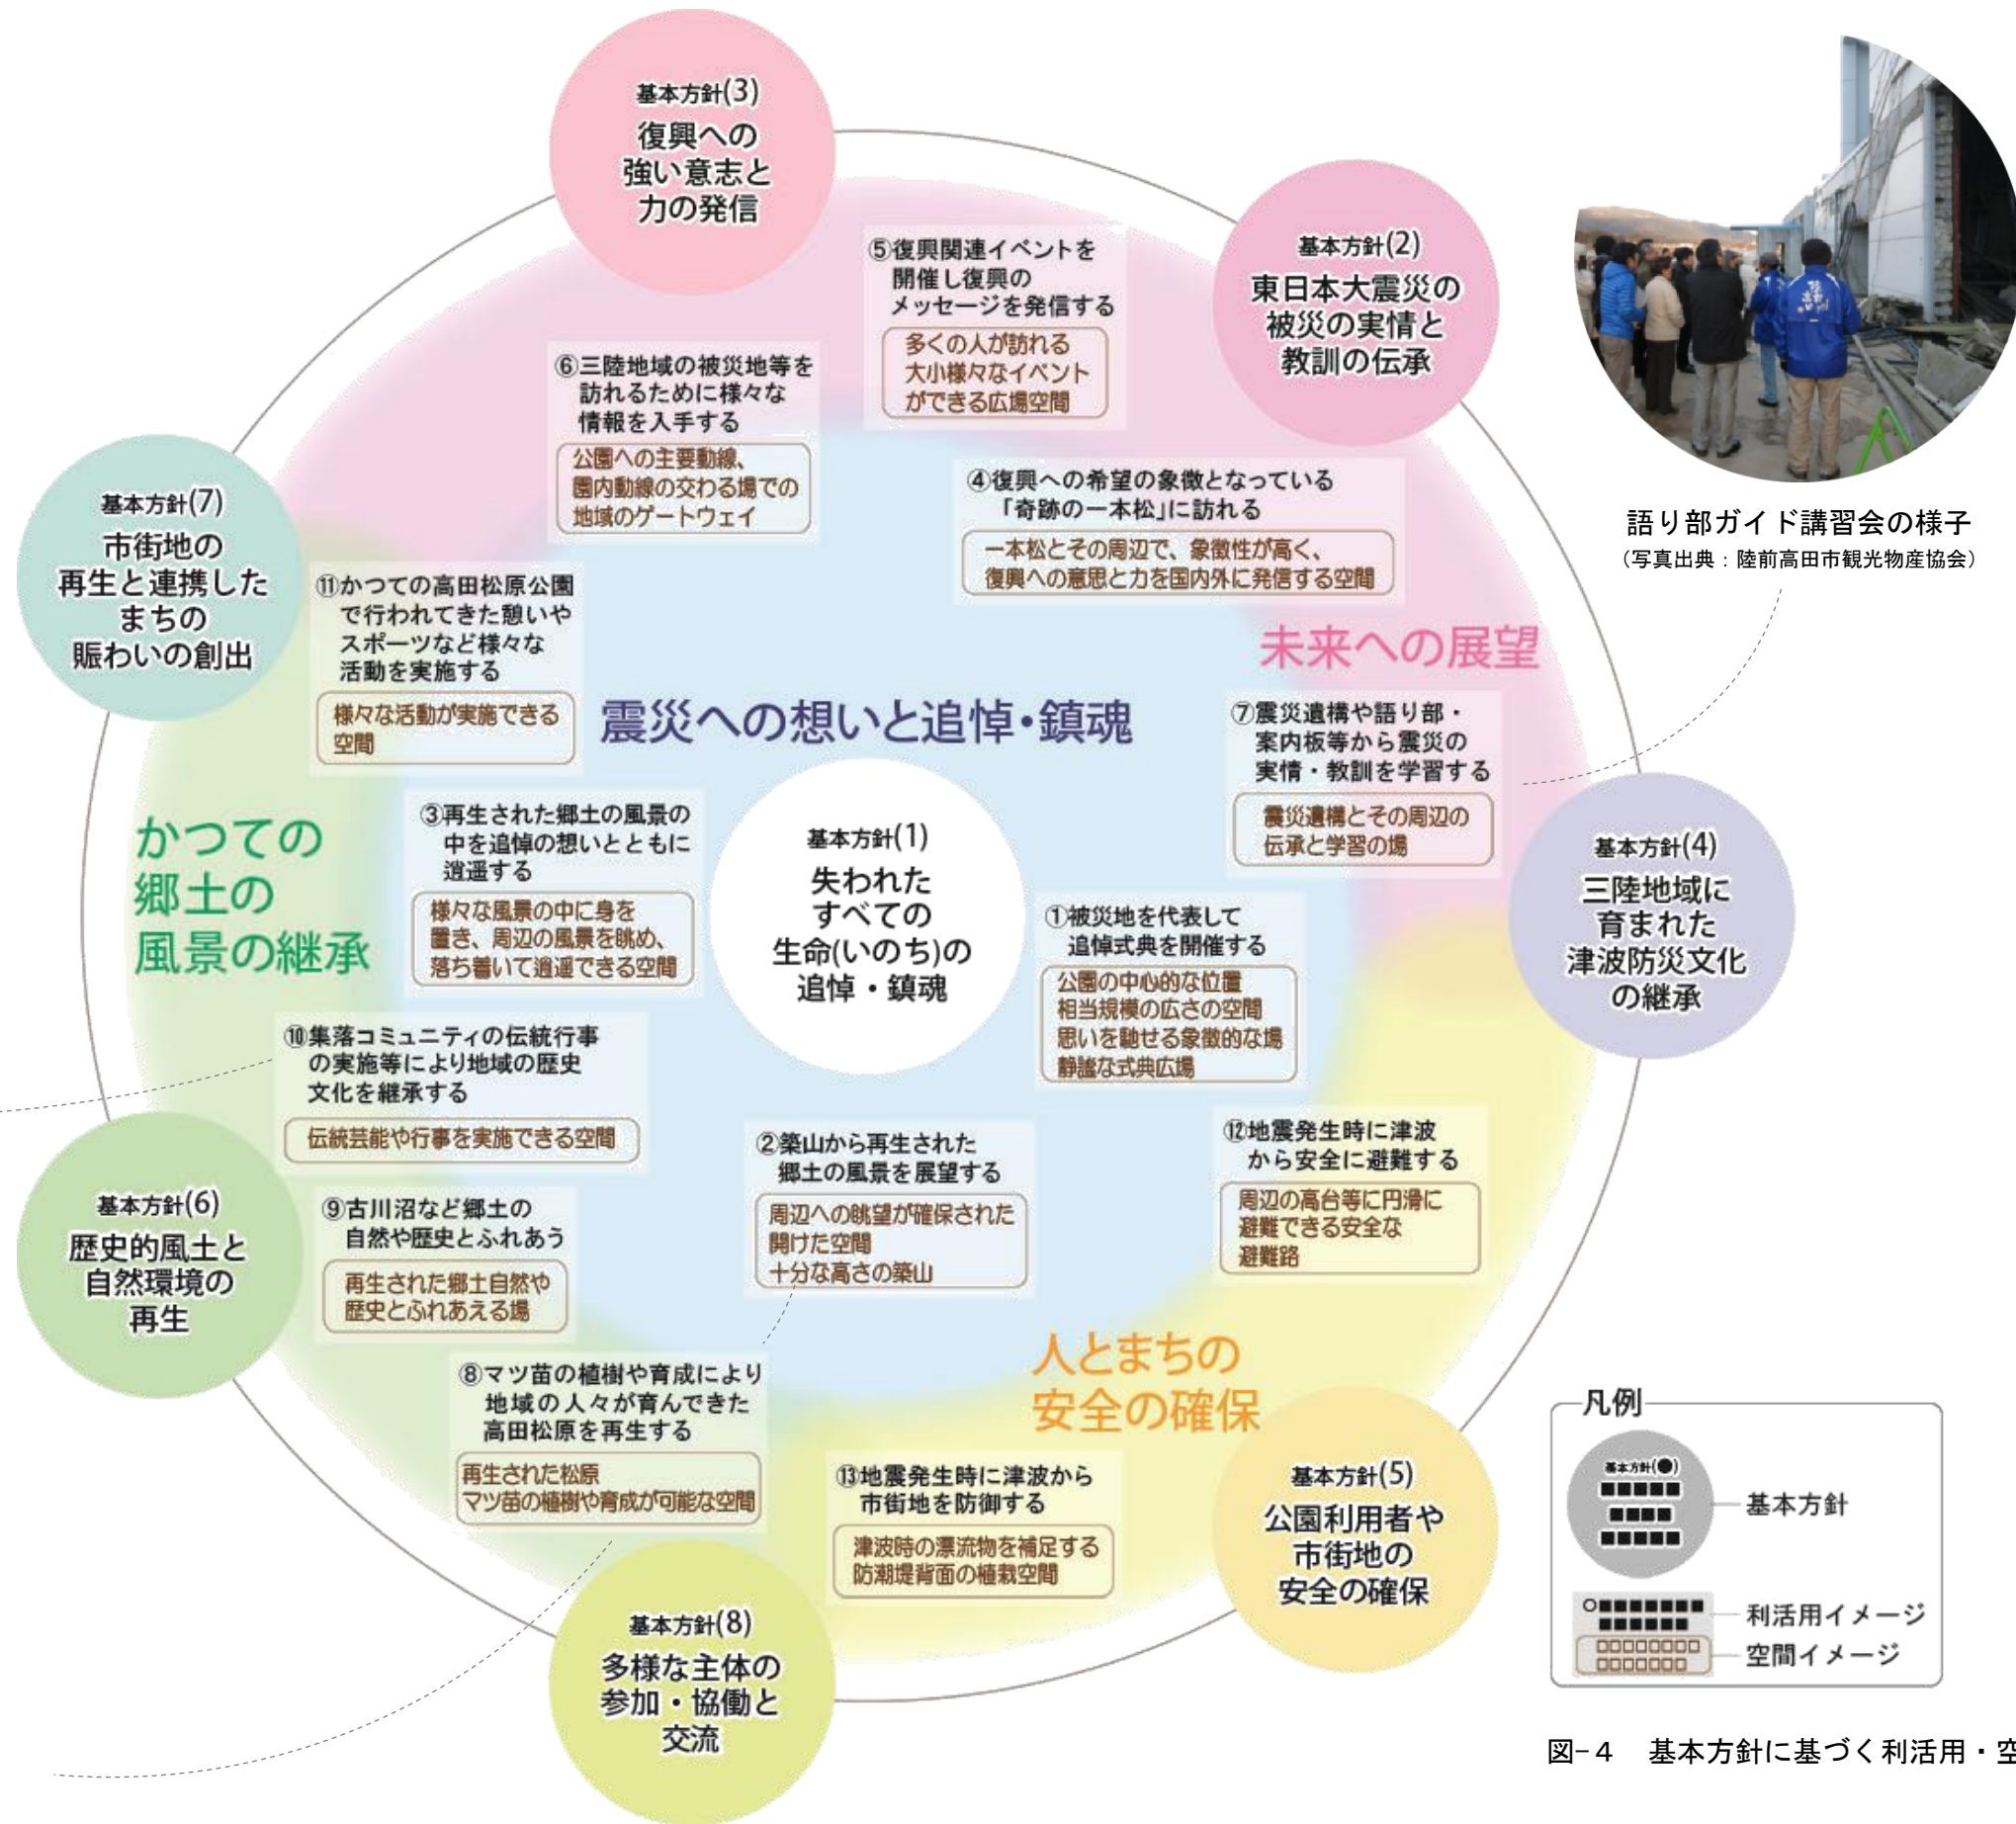 基本方針(3)
復興への
強い意志と
力の発信
基本方針(2)
東日本大震災の
被災の実情と
教訓の伝承
⑤復興関連イベントを
開催し復興の
メッセージを発信する
多くの人が訪れる
大小様々なイベント
ができる広場空間
⑥三陸地域の被災地等を
訪れるために様々な
情報を入手する
公園への主要動線、
園内動線の交わる場での
地域のゲートウェイ
④復興への希望の象徴となっている
「奇跡の一本松」に訪れる
一本松とその周辺で、象徴性が高く、
復興への意思と力を国内外に発信する空間
語り部ガイド講習会の様子
（写真出典：陸前高田市観光物産協会）
基本方針(7)
市街地の
再生と連携した
まちの
賑わいの創出
⑪かつての高田松原公園
で行われてきた憩いや
スポーツなど様々な
活動を実施する
様々な活動が実施できる
空間
未来への展望
震災への想いと追悼・鎮魂
⑦震災遺構や語り部・
案内板等から震災の
実情・教訓を学習する
震災遺構とその周辺の
伝承と学習の場
かつての
郷土の
風景の継承
③再生された郷土の風景の
中を追悼の想いとともに
逍遥する
様々な風景の中に身を
置き、周辺の風景を眺め、
落ち着いて逍遥できる空間
基本方針(1)
失われた
すべての
生命(いのち)の
追悼・鎮魂
①被災地を代表して
追悼式典を開催する
公園の中心的な位置
相当規模の広さの空間
思いを馳せる象徴的な場
静謐な式典広場
基本方針(4)
三陸地域に
育まれた
津波防災文化
の継承
⑩集落コミュニティの伝統行事
の実施等により地域の歴史
文化を継承する
伝統芸能や行事を実施できる空間
②築山から再生された
郷土の風景を展望する
周辺への眺望が確保された
開けた空間
十分な高さの築山
⑫地震発生時に津波
から安全に避難する
周辺の高台等に円滑に
避難できる安全な
避難路
基本方針(6)
歴史的風土と
自然環境の
再生
⑨古川沼など郷土の
自然や歴史とふれあう
再生された郷土自然や
歴史とふれあえる場
⑧マツ苗の植樹や育成により
地域の人々が育んできた
高田松原を再生する
再生された松原
マツ苗の植樹や育成が可能な空間
人とまちの
安全の確保
⑬地震発生時に津波から
市街地を防御する
津波時の漂流物を補足する
防潮堤背面の植栽空間
基本方針(5)
公園利用者や
市街地の
安全の確保
基本方針(8)
多様な主体の
参加・協働と
交流
凡例
基本方針(●)
■■■■■
■■■■
■■■■■
基本方針
○■■■■■■■
■■■■■■
利活用イメージ
□□□□□□□□
□□□□□□□
空間イメージ
図-４　基本方針に基づく利活用・空